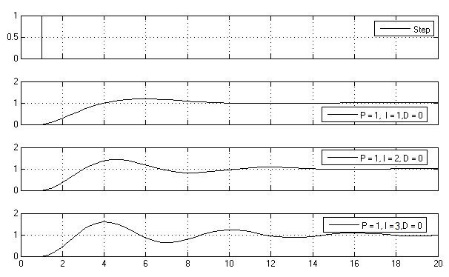 1
0.5
0
Step
2
1
0
P = 1, I = 1,D = 0
2
1
0
P = 1, I = 2, D = 0
2
1
0
P = 1, I =3,D = 0
0 2 4 6 8 10 12 14 16 18 20